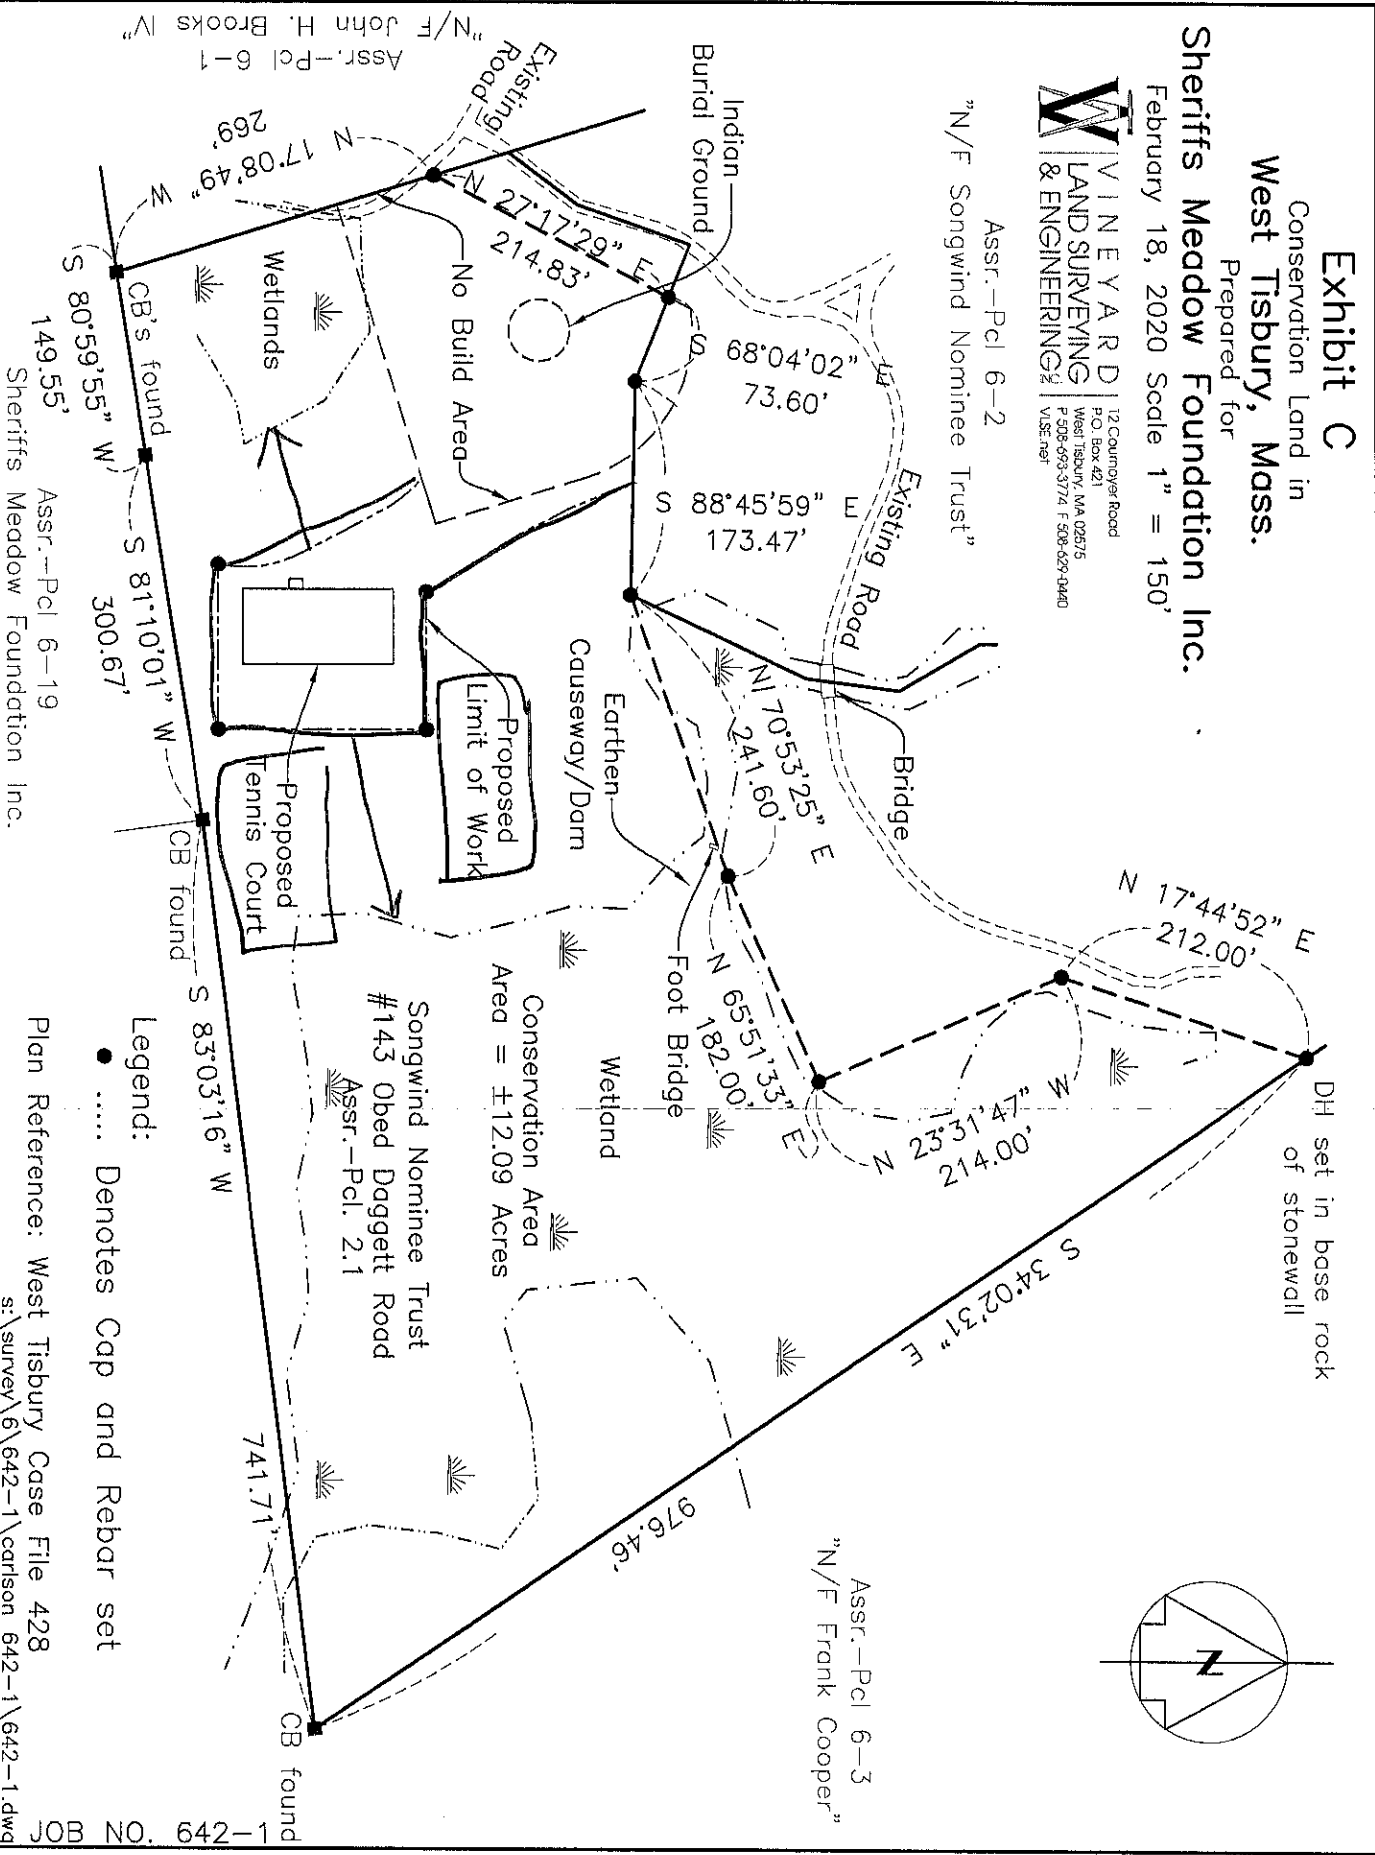 Exhibit C
Conservation Land in
West Tisbury, Mass.
Prepared for
Sheriffs Meadow Foundation Inc.
February 18, 2020 Scale 1" = 150'
VINEYARD
LAND SURVEYING
& ENGINEERING
12 Cournoyer Road
P.O. Box 421
West Tisbury, MA 02575
P 508-693-3774 F 508-629-0440
VLSE.net
Assr.-Pcl 6-2
"N/F Songwind Nominee Trust"
Indian
Burial Ground
Existing
Road
Assr.-Pcl 6-1
"N/F John H. Brooks IV"
N 17°08'49" W
269'
N 27°17'29" E
214.83'
S 68°04'02" E
73.60'
S 88°45'59" E
173.47'
Existing Road
Bridge
N 70°53'25" E
241.60'
N 17°44'52" E
212.00'
DH set in base rock
of stonewall
N 23°31'47" W
214.00'
N 65°51'33" E
182.00'
Foot Bridge
Earthen
Causeway/Dam
No Build Area
Wetlands
Proposed
Limit of Work
Proposed
Tennis Court
Wetland
Conservation Area
Area = ±12.09 Acres
Songwind Nominee Trust
#143 Obed Daggett Road
Assr.-Pcl. 2.1
S 34°02'31" E
976.46'
Assr.-Pcl 6-3
"N/F Frank Cooper"
N
CB's found
S 80°59'55" W
149.55'
S 81°10'01" W
300.67'
CB found
S 83°03'16" W
741.71'
CB found
Assr.-Pcl 6-19
Sheriffs Meadow Foundation Inc.
Legend:
● ..... Denotes Cap and Rebar set
Plan Reference: West Tisbury Case File 428
s:\survey\6\642-1\carlson 642-1\642-1.dwg
JOB NO. 642-1